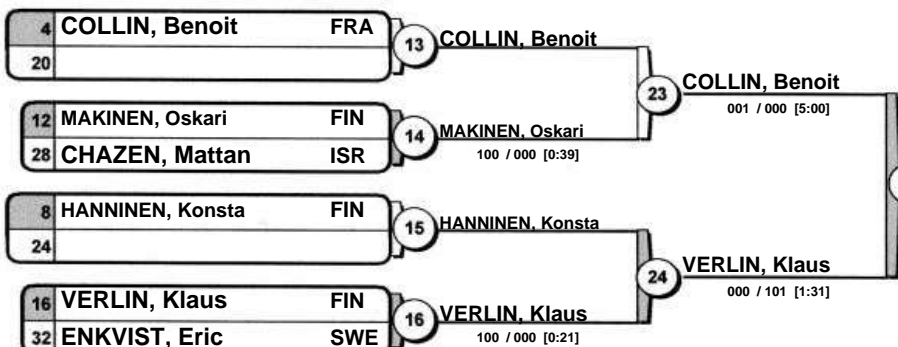 4 COLLIN, Benoit FRA
20
13 COLLIN, Benoit
12 MAKINEN, Oskari FIN
28 CHAZEN, Mattan ISR
14 MAKINEN, Oskari
100 / 000 [0:39]
23 COLLIN, Benoit
001 / 000 [5:00]
8 HANNINEN, Konsta FIN
24
15 HANNINEN, Konsta
16 VERLIN, Klaus FIN
32 ENKVIST, Eric SWE
16 VERLIN, Klaus
100 / 000 [0:21]
24 VERLIN, Klaus
000 / 101 [1:31]